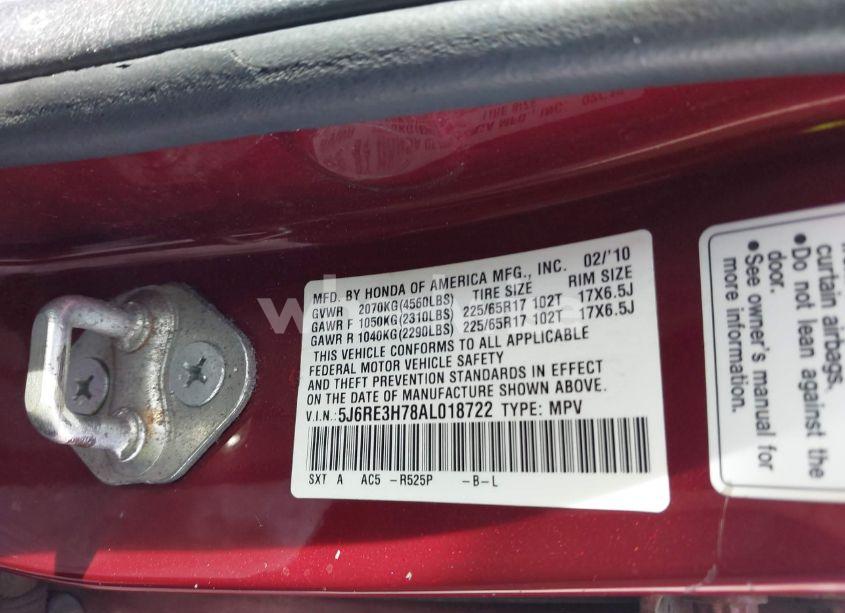 MFD. BY HONDA OF AMERICA MFG., INC. 02/'10
GVWR 2070KG(4560LBS) TIRE SIZE RIM SIZE
GAWR F 1050KG(2310LBS) 225/65R17 102T 17X6.5J
GAWR R 1040KG(2290LBS) 225/65R17 102T 17X6.5J
THIS VEHICLE CONFORMS TO ALL APPLICABLE
FEDERAL MOTOR VEHICLE SAFETY
AND THEFT PREVENTION STANDARDS IN EFFECT
ON THE DATE OF MANUFACTURE SHOWN ABOVE.
V.I.N.: 5J6RE3H78AL018722 TYPE: MPV
SXT A AC5 -R525P -B-L
curtain airbags.
• Do not lean against the
door.
• See owner's manual for
more information.